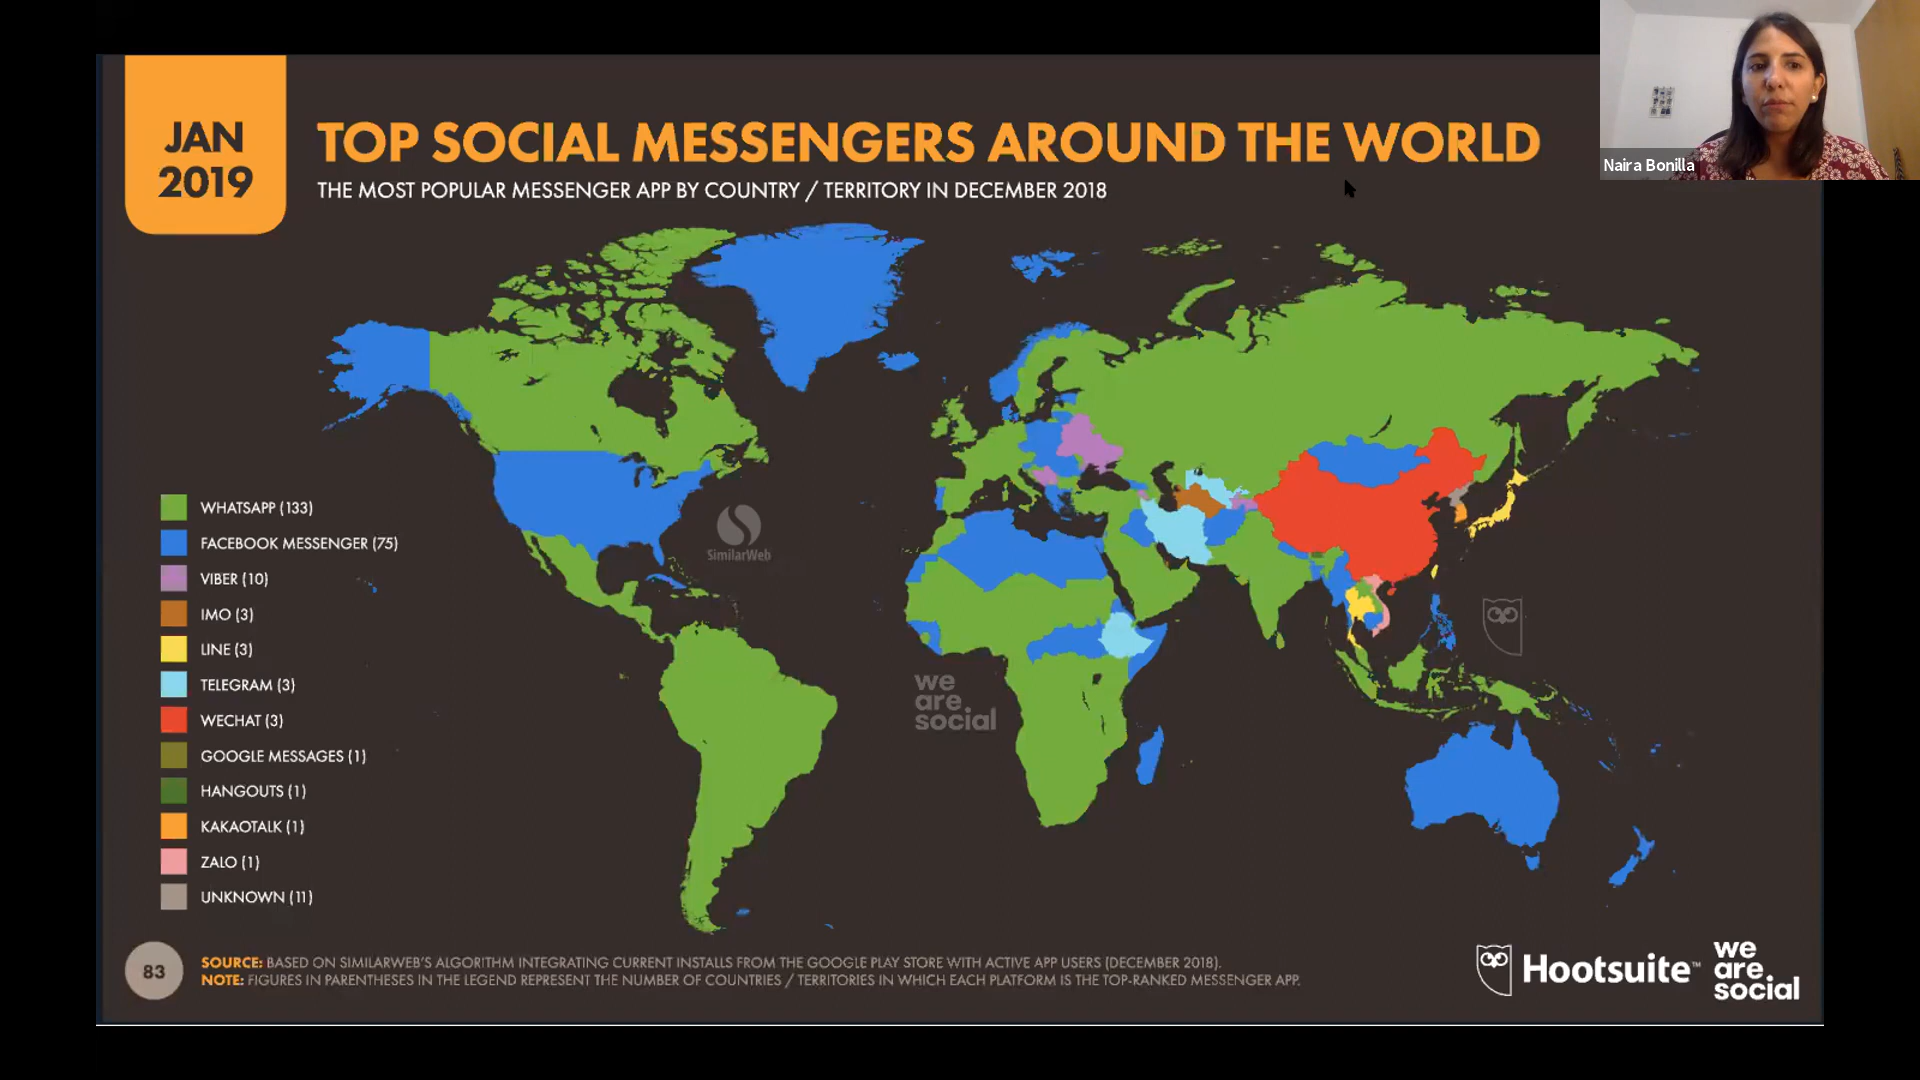 JAN
2019
TOP SOCIAL MESSENGERS AROUND THE WORLD
THE MOST POPULAR MESSENGER APP BY COUNTRY / TERRITORY IN DECEMBER 2018
Naira Bonilla
WHATSAPP (133)
FACEBOOK MESSENGER (75)
VIBER (10)
IMO (3)
LINE (3)
TELEGRAM (3)
WECHAT (3)
GOOGLE MESSAGES (1)
HANGOUTS (1)
KAKAOTALK (1)
ZALO (1)
UNKNOWN (11)
SimilarWeb
we
are
social
83
SOURCE: BASED ON SIMILARWEB'S ALGORITHM INTEGRATING CURRENT INSTALLS FROM THE GOOGLE PLAY STORE WITH ACTIVE APP USERS (DECEMBER 2018).
NOTE: FIGURES IN PARENTHESES IN THE LEGEND REPRESENT THE NUMBER OF COUNTRIES / TERRITORIES IN WHICH EACH PLATFORM IS THE TOP-RANKED MESSENGER APP.
Hootsuite™
we
are.
social